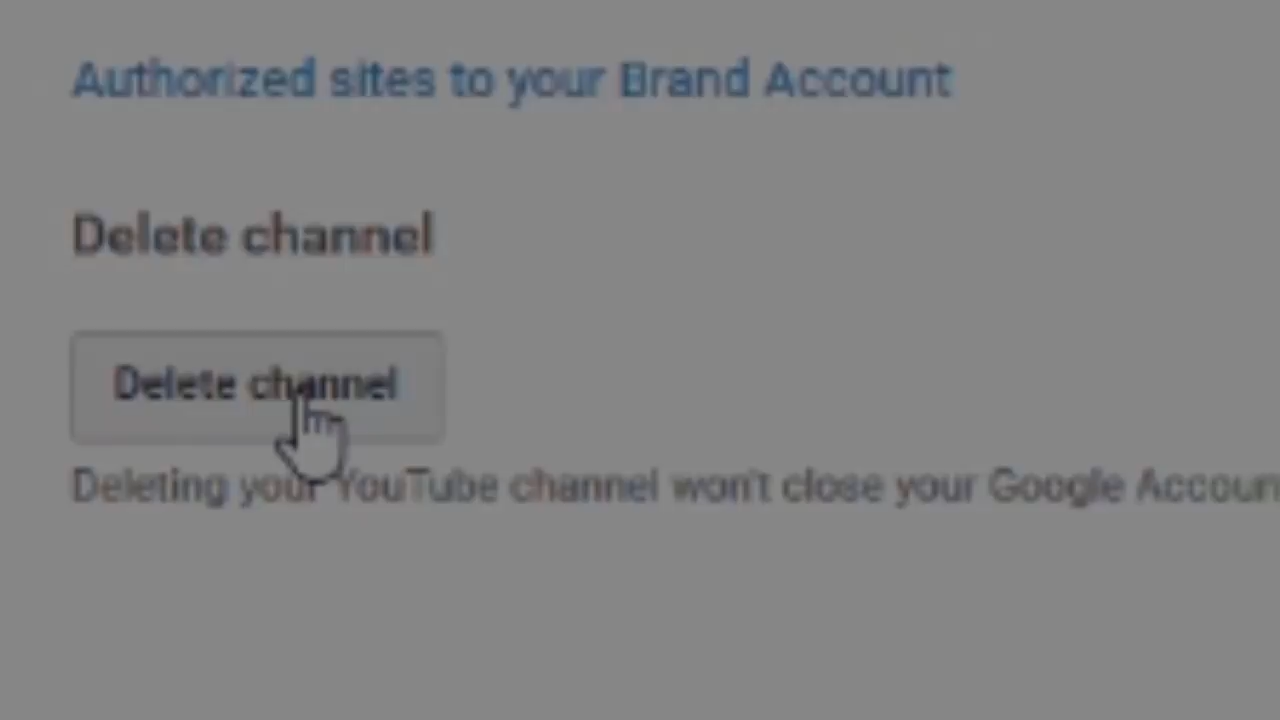 Authorized sites to your Brand Account
Delete channel
Delete channel
Deleting your YouTube channel won't close your Google Accoun